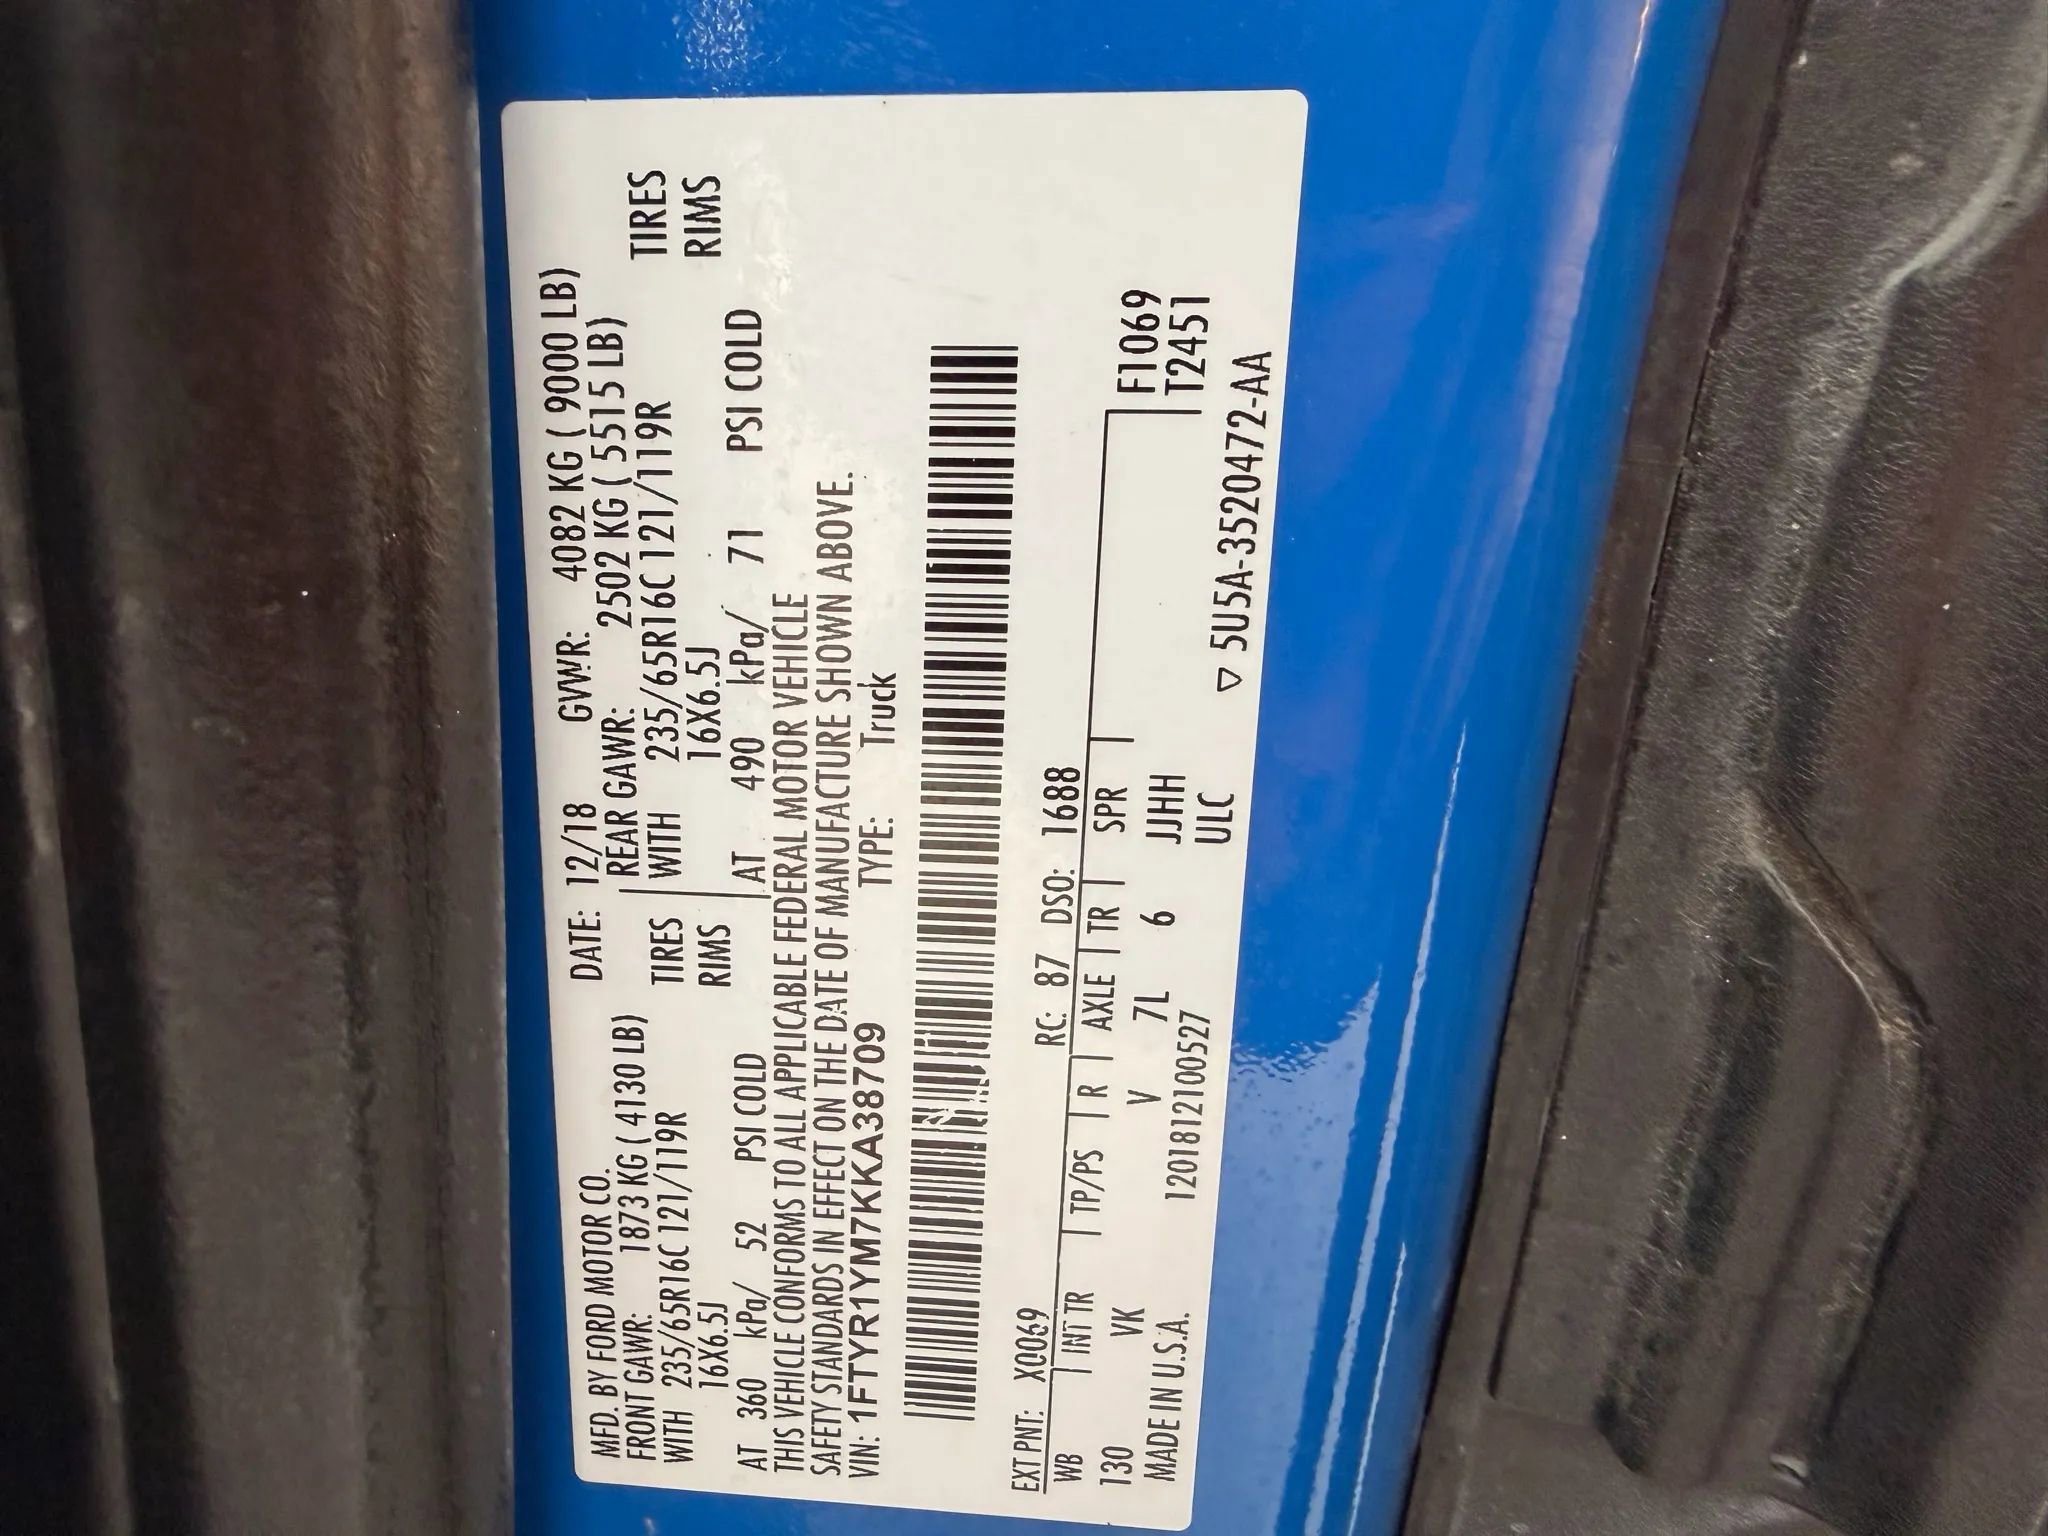 MFD. BY FORD MOTOR CO. DATE: 12/18 GVWR: 4082 KG ( 9000 LB)
FRONT GAWR: 1873 KG ( 4130 LB) REAR GAWR: 2502 KG ( 5515 LB)
WITH 235/65R16C 121/119R TIRES WITH 235/65R16C 121/119R TIRES
16X6.5J RIMS 16X6.5J RIMS
AT 360 kPa/ 52 PSI COLD AT 490 kPa/ 71 PSI COLD
THIS VEHICLE CONFORMS TO ALL APPLICABLE FEDERAL MOTOR VEHICLE
SAFETY STANDARDS IN EFFECT ON THE DATE OF MANUFACTURE SHOWN ABOVE.
VIN: 1FTYR1YM7KKA38709 TYPE: Truck
EXT PNT: X0069 RC: 87 DSO: 1688
WB INT TR TP/PS R AXLE TR SPR F1069
130 VK V 7L 6 JJHH T2451
MADE IN U.S.A. 1201812100527 ULC
▽ 5U5A-3520472-AA